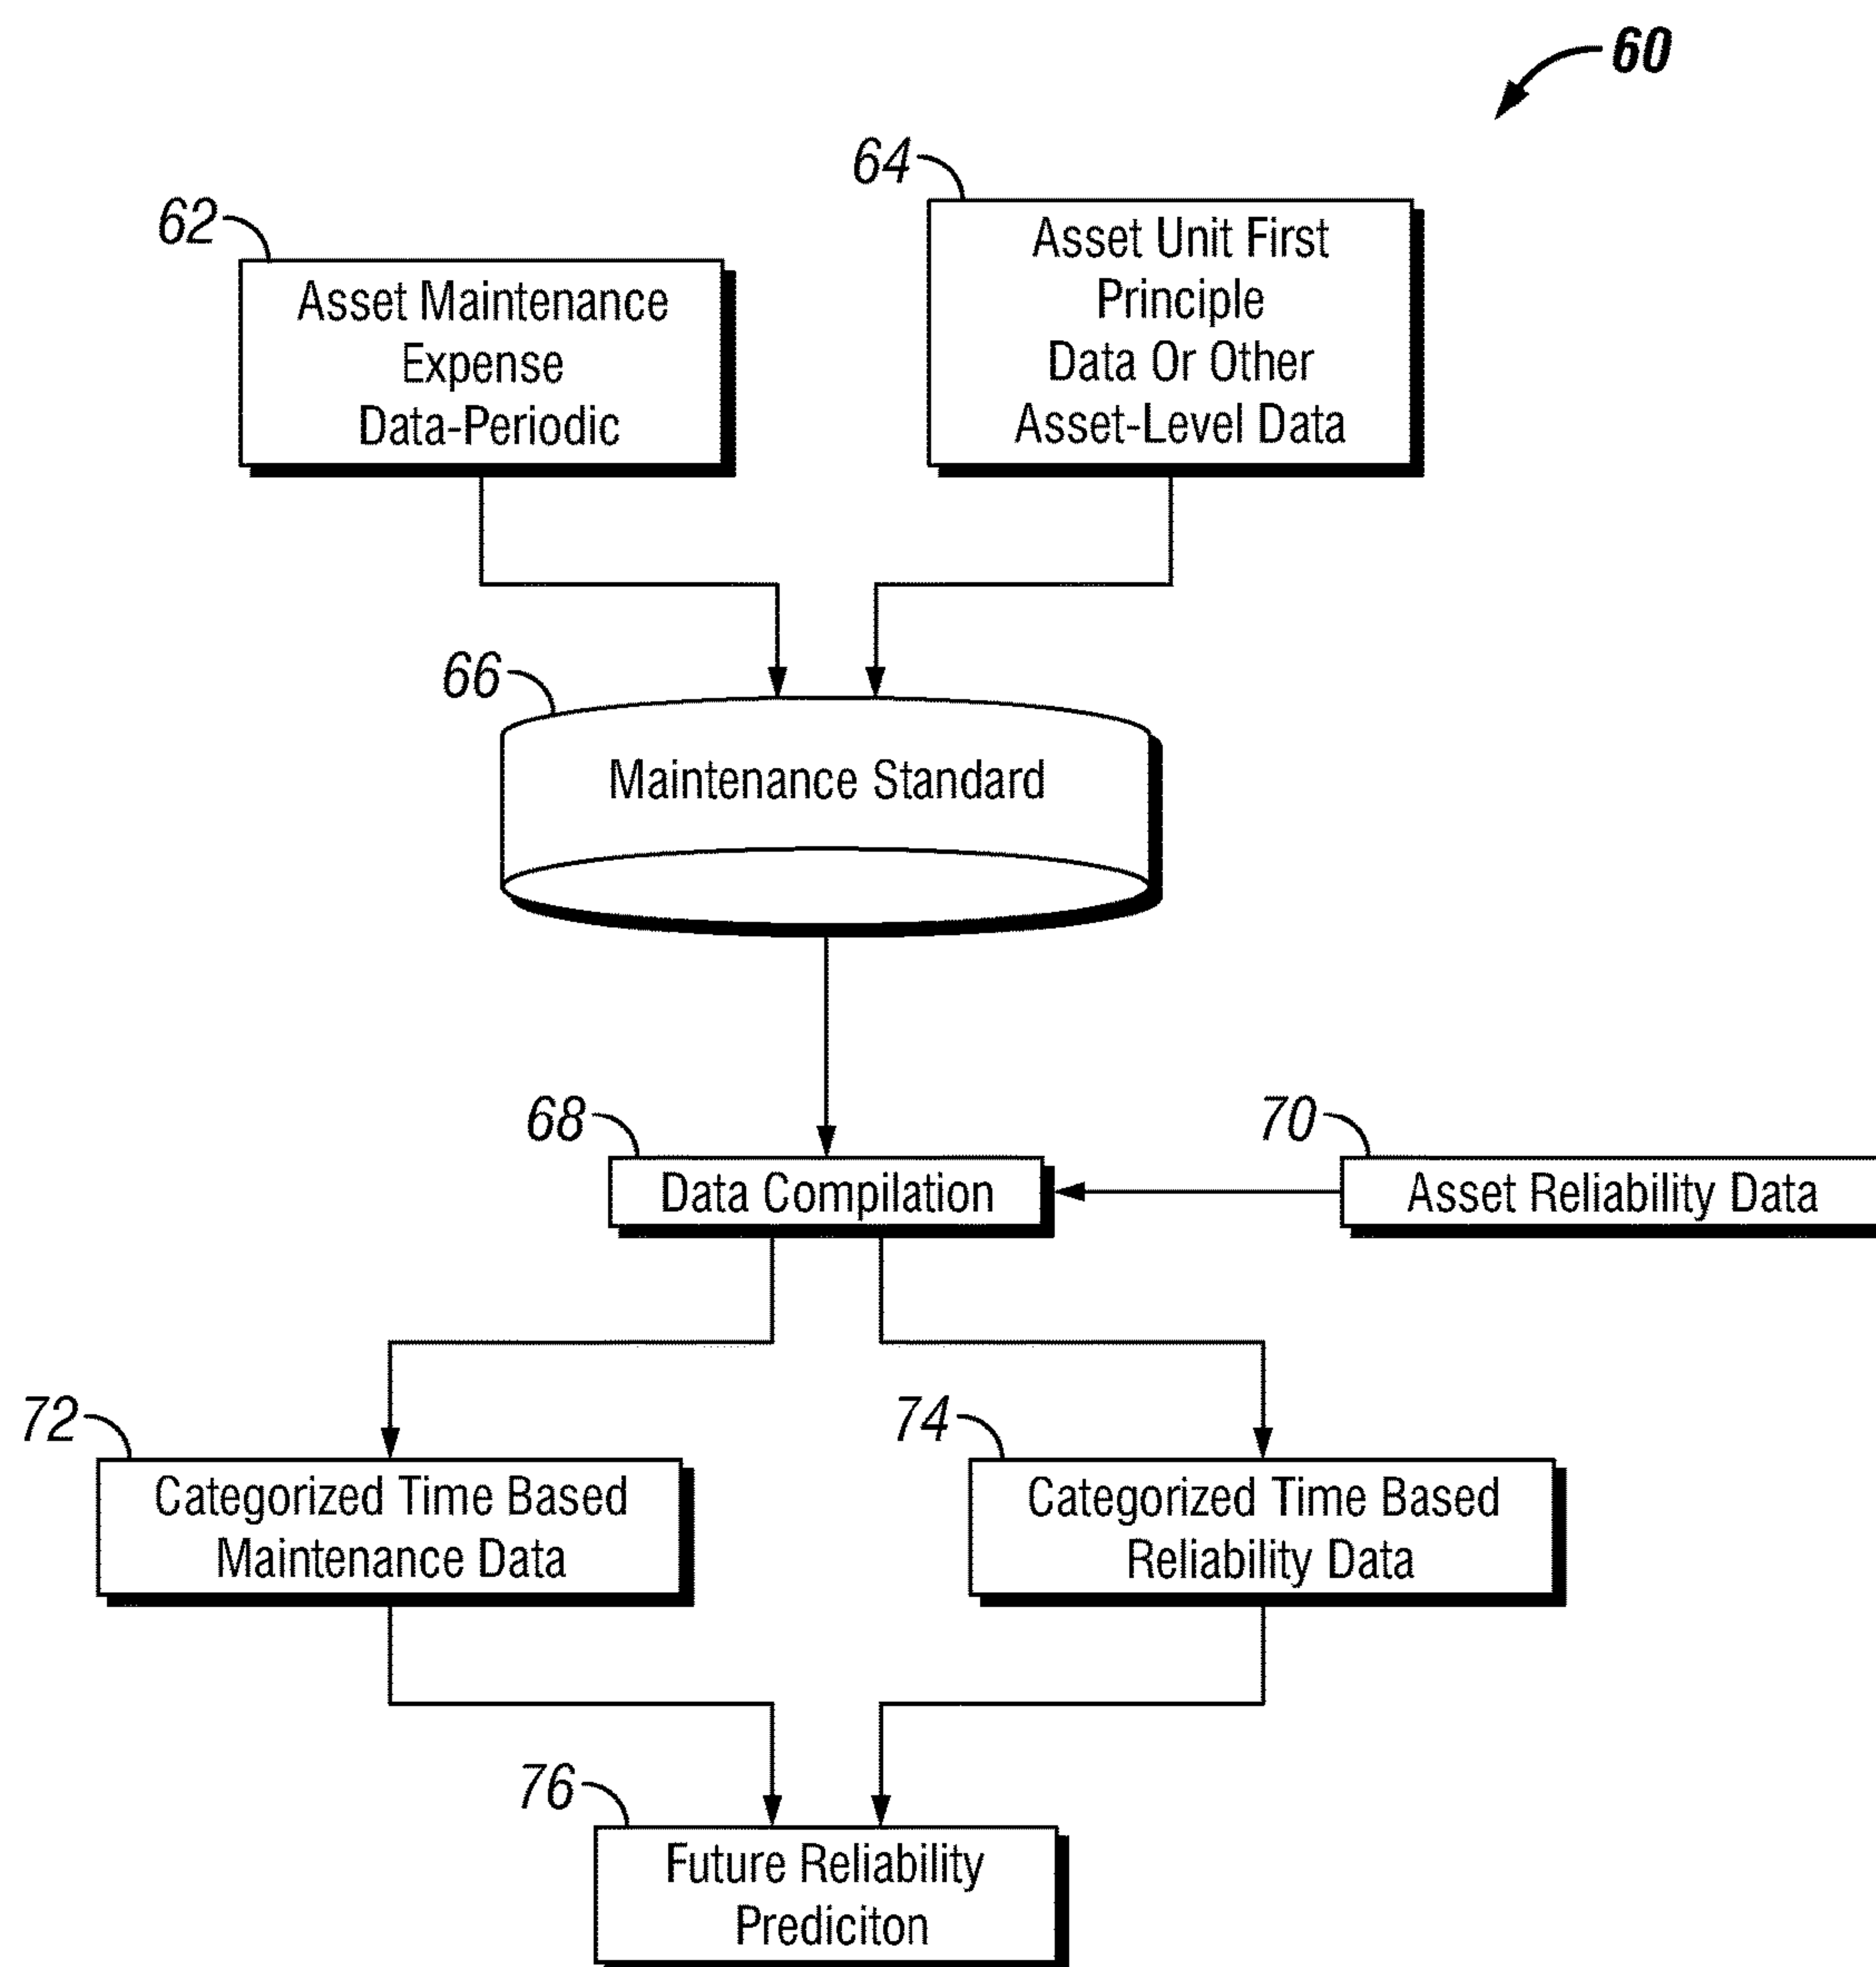 60
64
Asset Unit First
Principle
Data Or Other
Asset-Level Data
62
Asset Maintenance
Expense
Data-Periodic
66
Maintenance Standard
68
Data Compilation
70
Asset Reliability Data
72
Categorized Time Based
Maintenance Data
74
Categorized Time Based
Reliability Data
76
Future Reliability
Prediciton